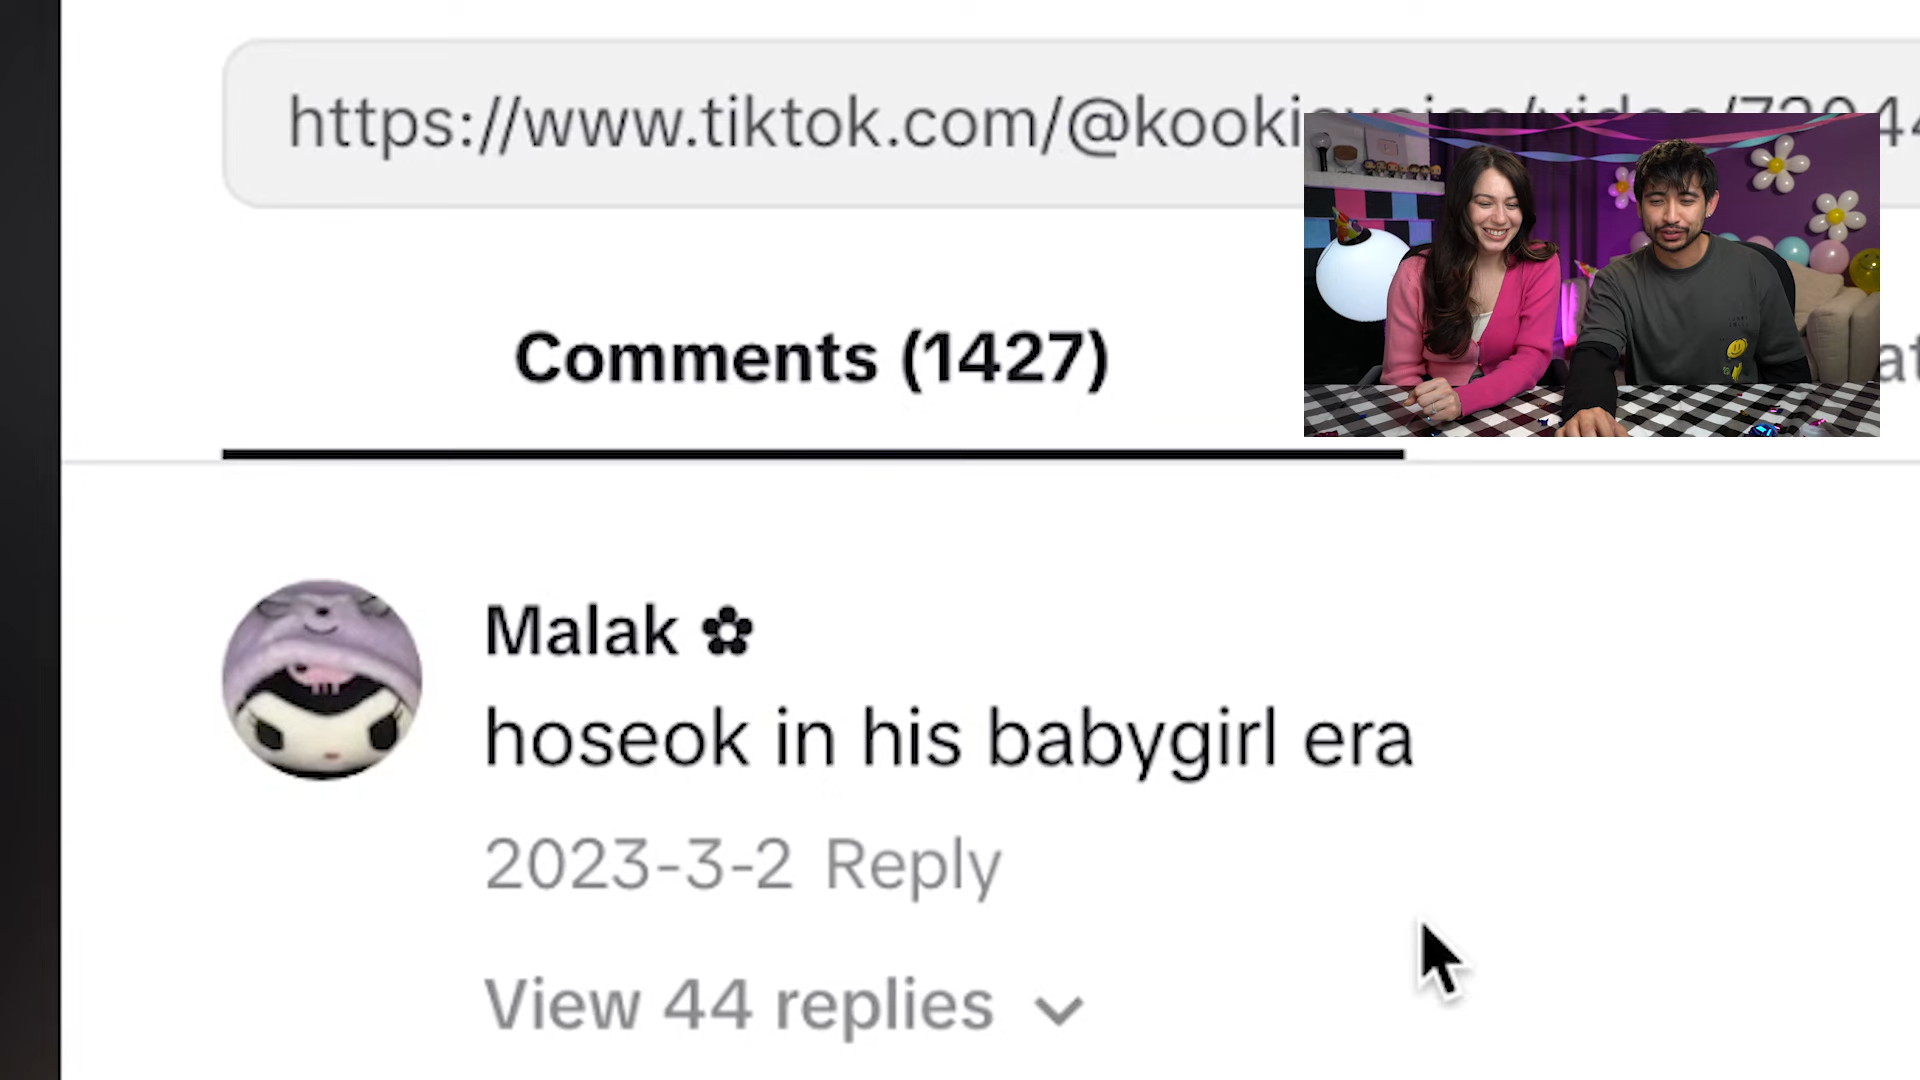 https://www.tiktok.com/@kooki
Comments (1427)
Malak ✿
hoseok in his babygirl era
2023-3-2 Reply
View 44 replies